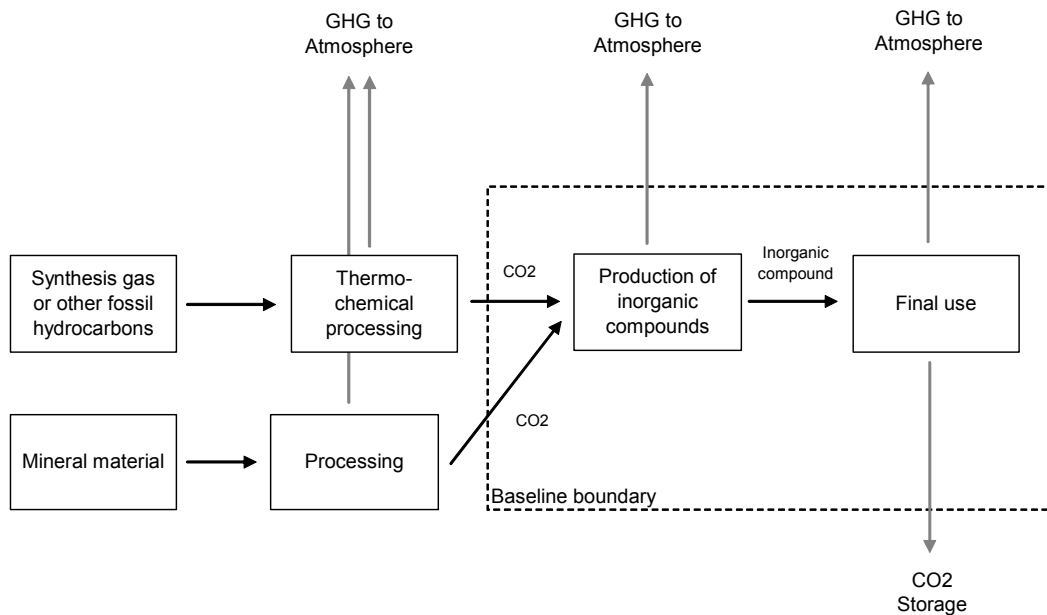 GHG to
Atmosphere
GHG to
Atmosphere
GHG to
Atmosphere
Synthesis gas
or other fossil
hydrocarbons
Thermo-
chemical
processing
CO2
Production of
inorganic
compounds
Inorganic
compound
Final use
Mineral material
Processing
CO2
Baseline boundary
CO2
Storage